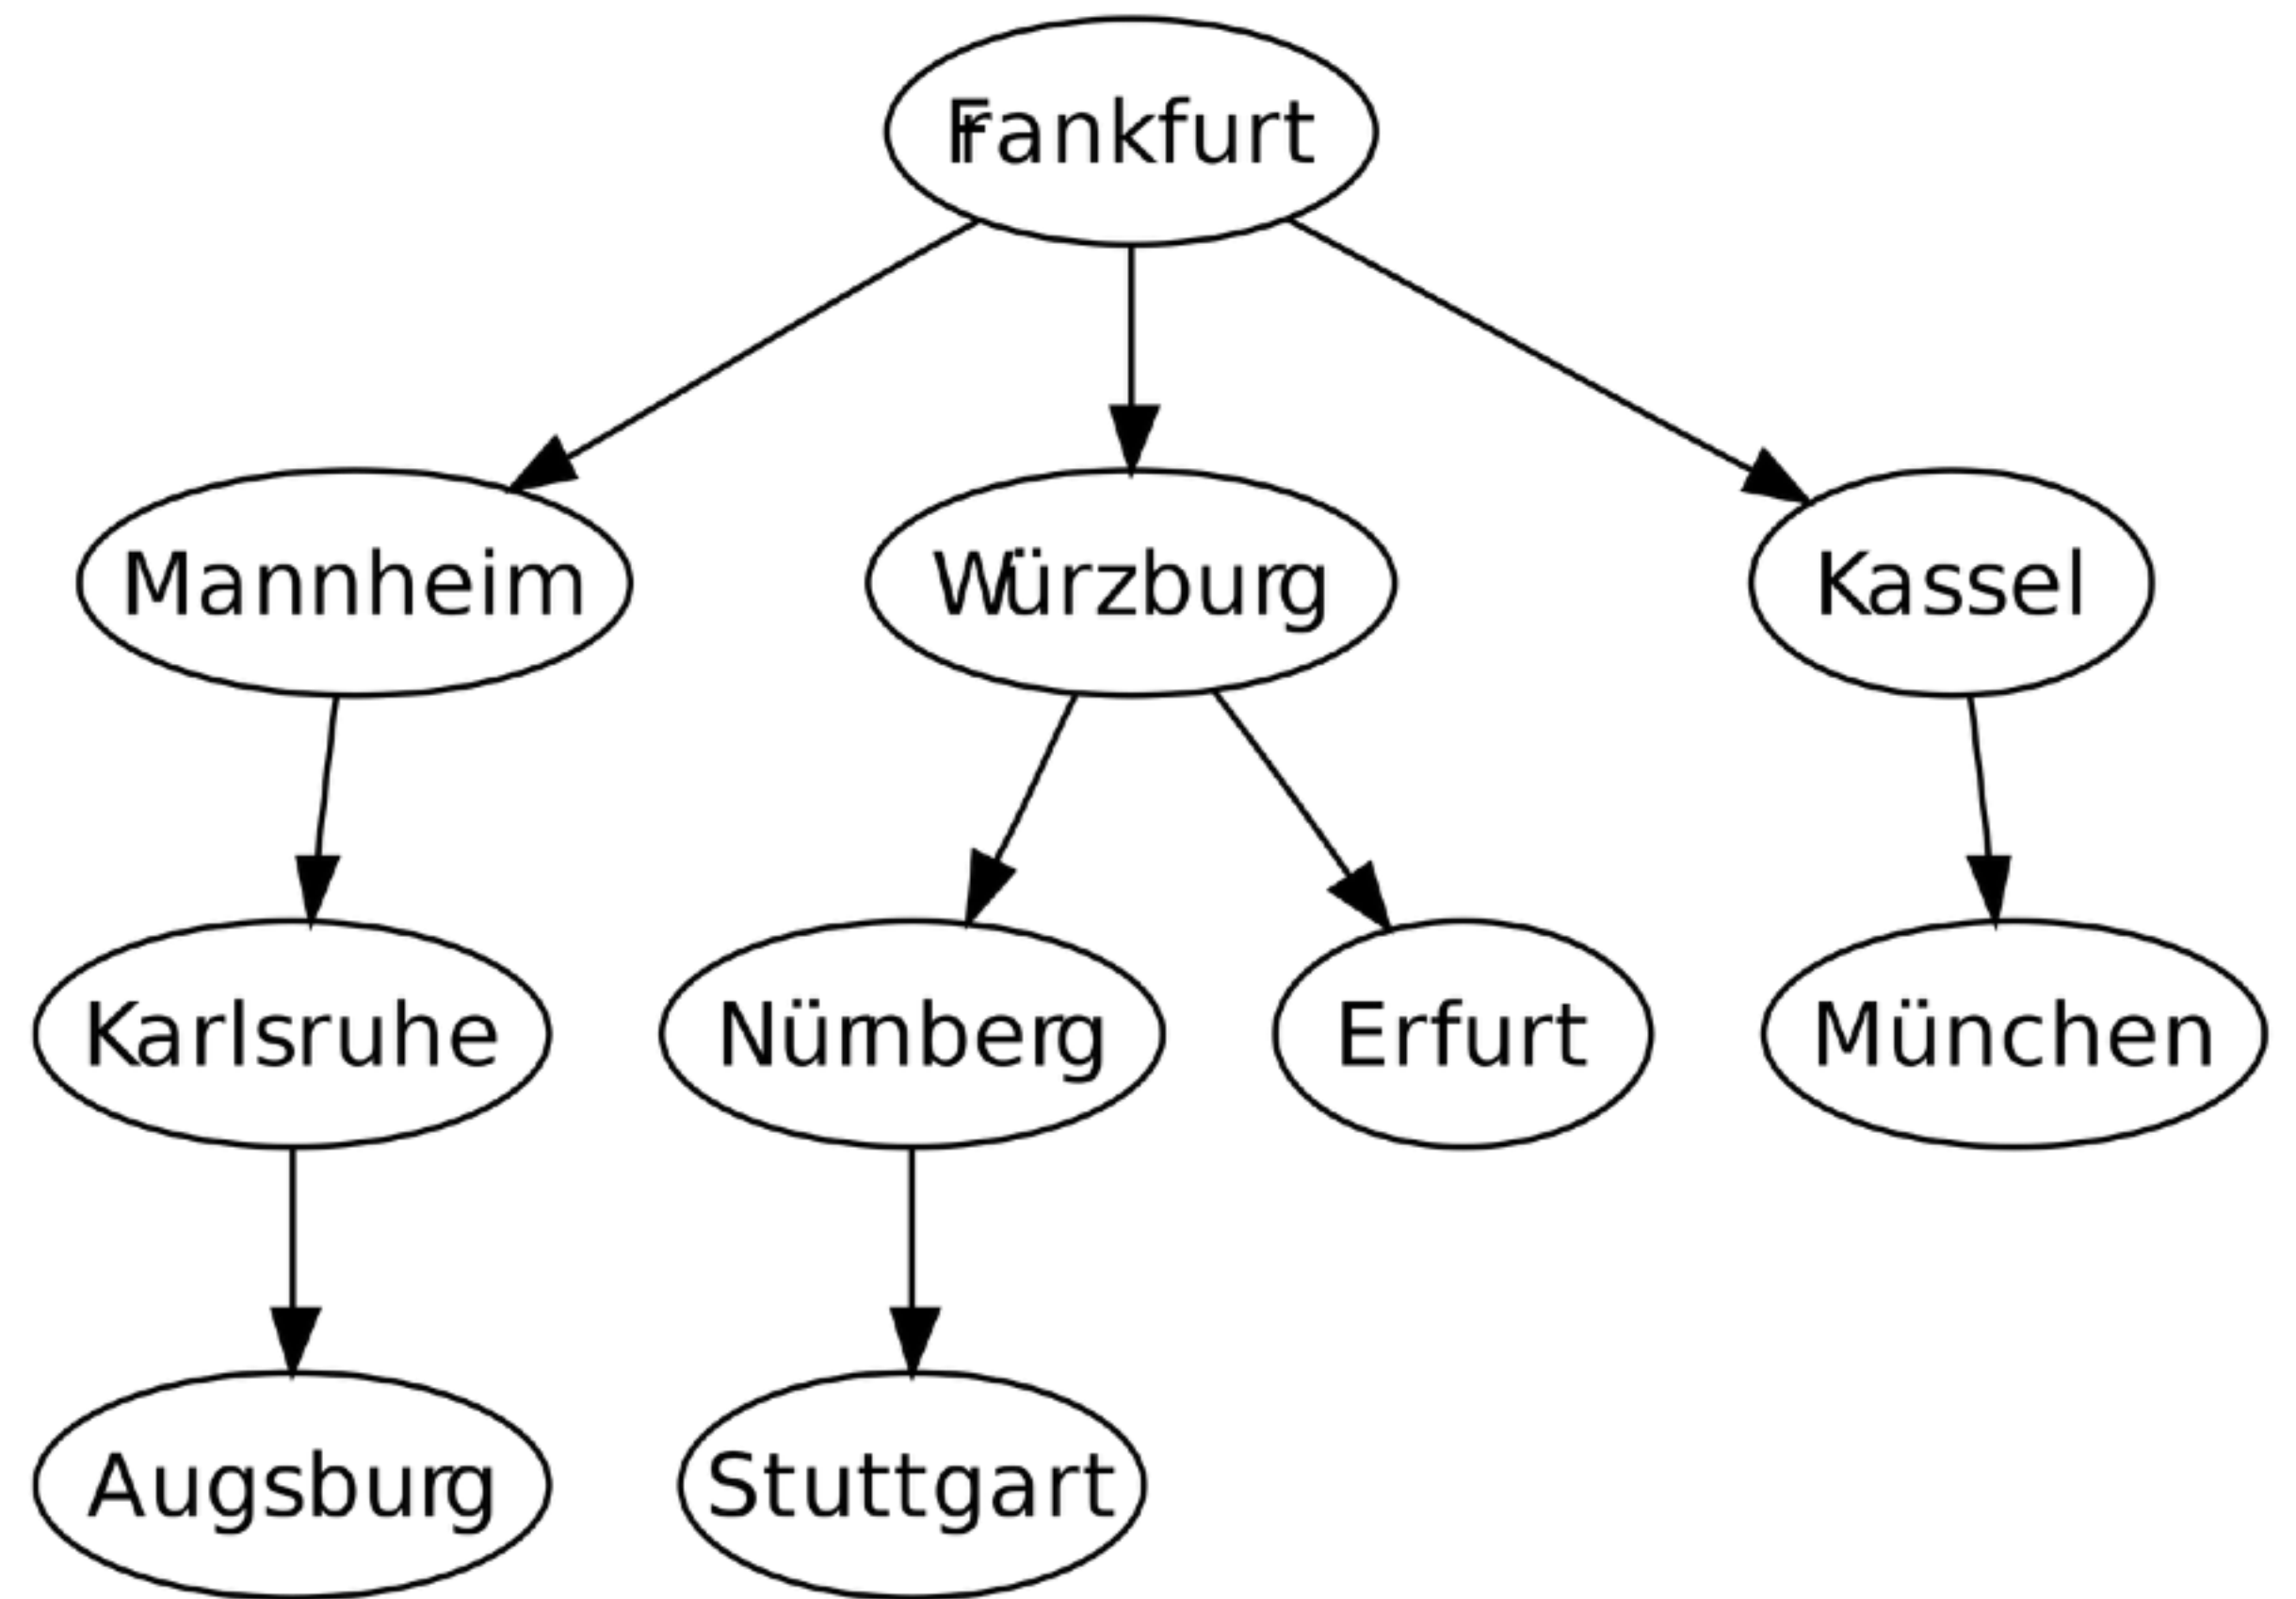 Frankfurt
Mannheim
Würzburg
Kassel
Karlsruhe
Nürnberg
Erfurt
München
Augsburg
Stuttgart